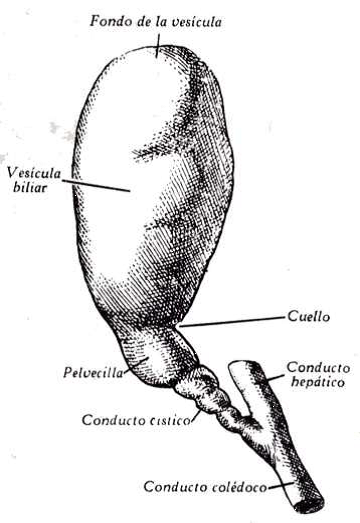 Fondo de la vesícula
Vesícula
biliar
Cuello
Conducto
hepático
Pelvecilla
Conducto cístico
Conducto colédoco